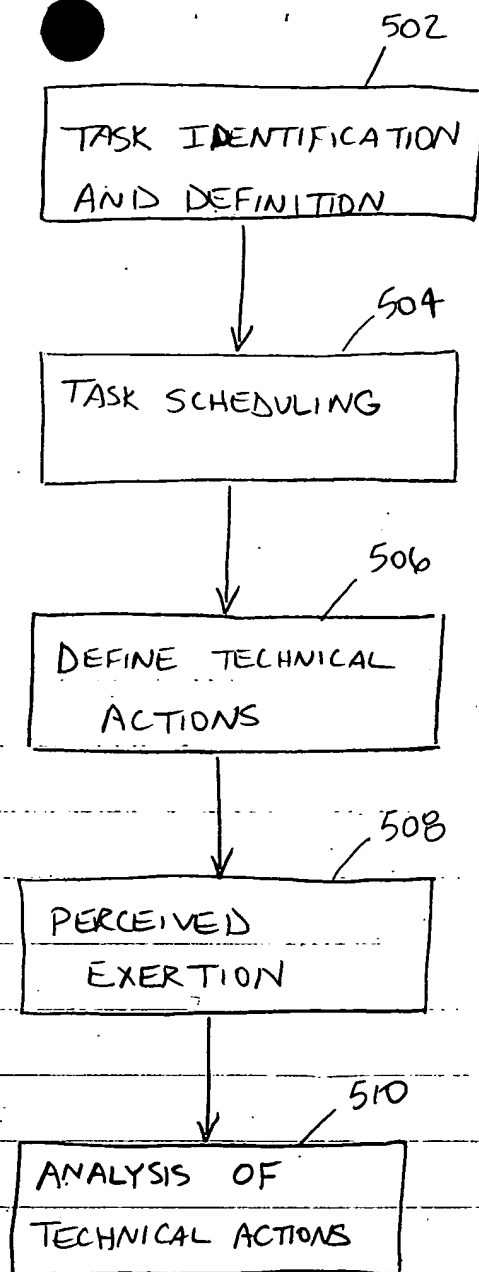 502
TASK IDENTIFICATION
AND DEFINITION
504
TASK SCHEDULING
506
DEFINE TECHNICAL
ACTIONS
508
PERCEIVED
EXERTION
510
ANALYSIS OF
TECHNICAL ACTIONS